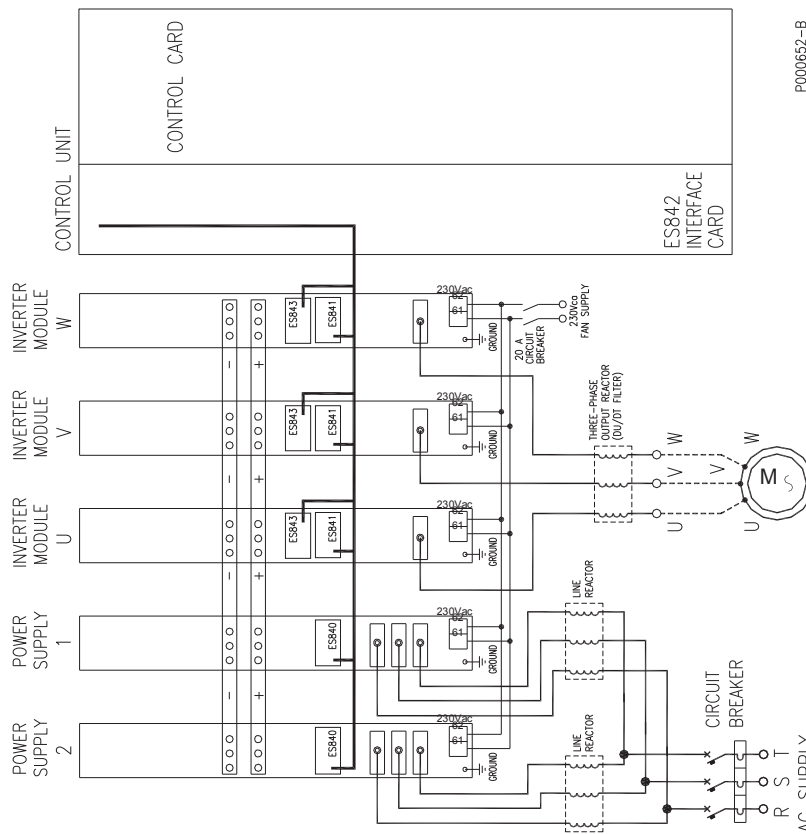 CONTROL UNIT
CONTROL CARD
ES842
INTERFACE
CARD
P000652-B
INVERTER
MODULE
W
−
+
ES843
ES841
230Vac
62
61
GROUND
20 A
CIRCUIT
BREAKER
230Vca
FAN SUPPLY
INVERTER
MODULE
V
−
+
ES843
ES841
230Vac
62
61
GROUND
THREE-PHASE
OUTPUT REACTOR
(DU/DT FILTER)
INVERTER
MODULE
U
−
+
ES843
ES841
230Vac
62
61
GROUND
U V W
U V W
M
POWER
SUPPLY
1
−
+
ES840
230Vac
62
61
GROUND
LINE
REACTOR
POWER
SUPPLY
2
ES840
230Vac
62
61
GROUND
LINE
REACTOR
CIRCUIT
BREAKER
R S T
AC SUPPLY